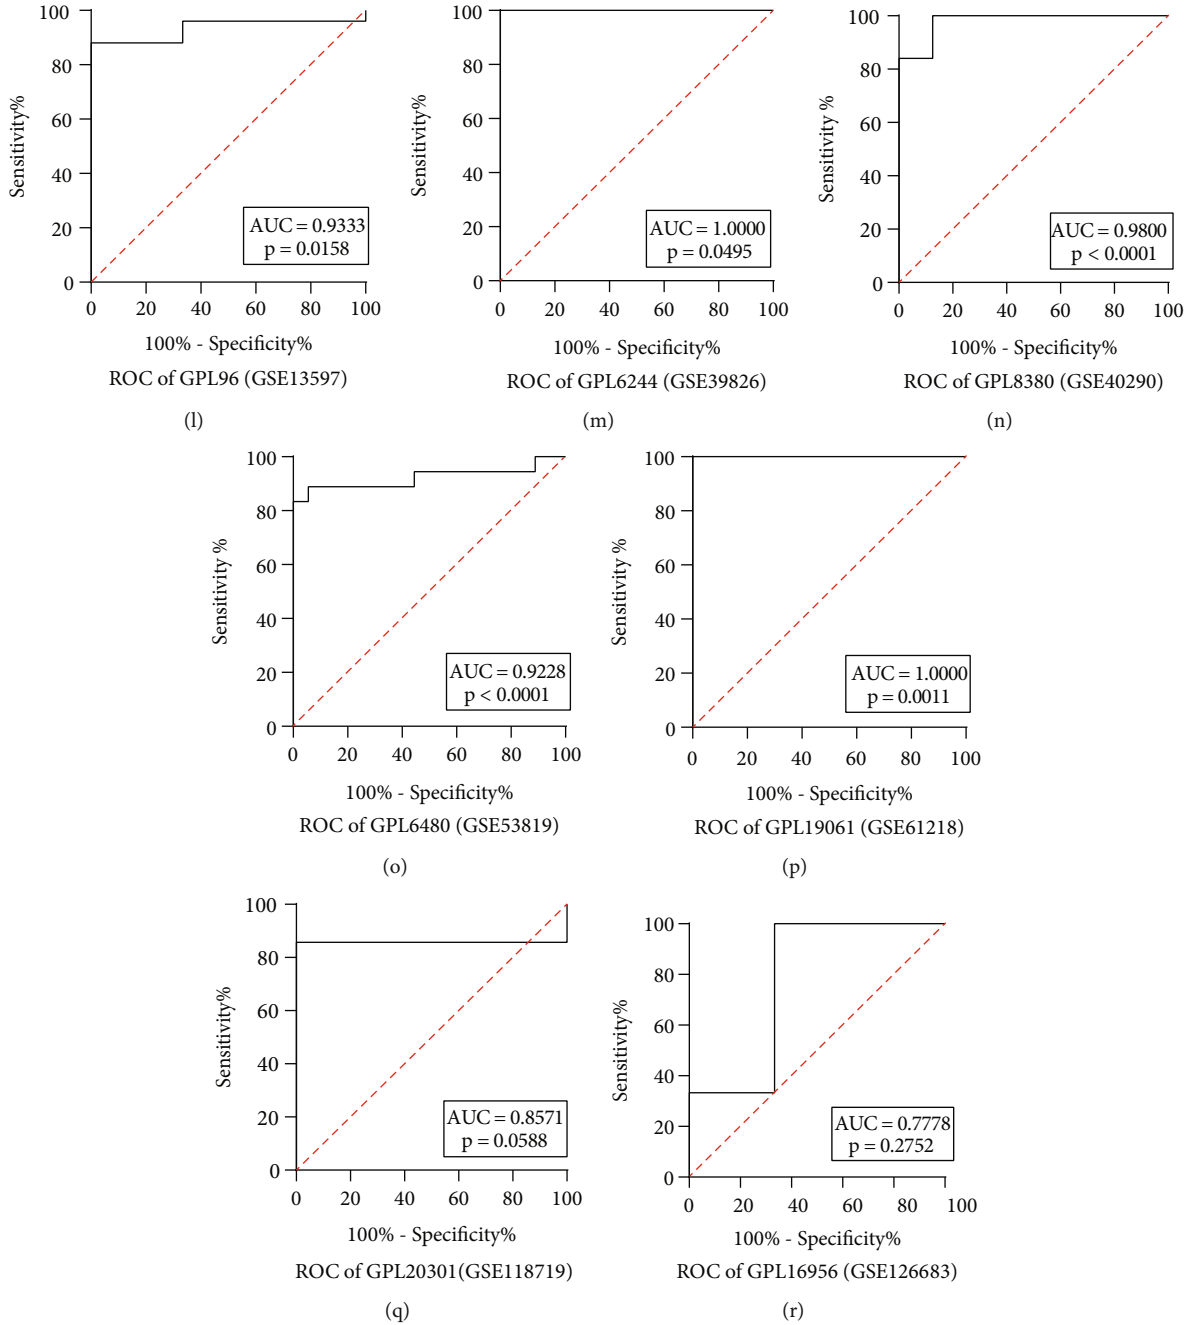 100
80
60
40
20
0
Sensitivity%
AUC = 0.9333
p = 0.0158
0 20 40 60 80 100
100% - Specificity%
ROC of GPL96 (GSE13597)
(l)
100
80
60
40
20
0
Sensitivity%
AUC = 1.0000
p = 0.0495
0 20 40 60 80 100
100% - Specificity%
ROC of GPL6244 (GSE39826)
(m)
100
80
60
40
20
0
Sensitivity %
AUC = 0.9800
p < 0.0001
0 20 40 60 80 100
100% - Specificity%
ROC of GPL8380 (GSE40290)
(n)
100
80
60
40
20
0
Sensitivity %
AUC = 0.9228
p < 0.0001
0 20 40 60 80 100
100% - Specificity%
ROC of GPL6480 (GSE53819)
(o)
100
80
60
40
20
0
Sensitivity %
AUC = 1.0000
p = 0.0011
0 20 40 60 80 100
100% - Specificity%
ROC of GPL19061 (GSE61218)
(p)
100
80
60
40
20
0
Sensitivity%
AUC = 0.8571
p = 0.0588
0 20 40 60 80 100
100% - Specificity%
ROC of GPL20301(GSE118719)
(q)
100
80
60
40
20
0
Sensitivity%
AUC = 0.7778
p = 0.2752
0 20 40 60 80 100
100% - Specificity%
ROC of GPL16956 (GSE126683)
(r)